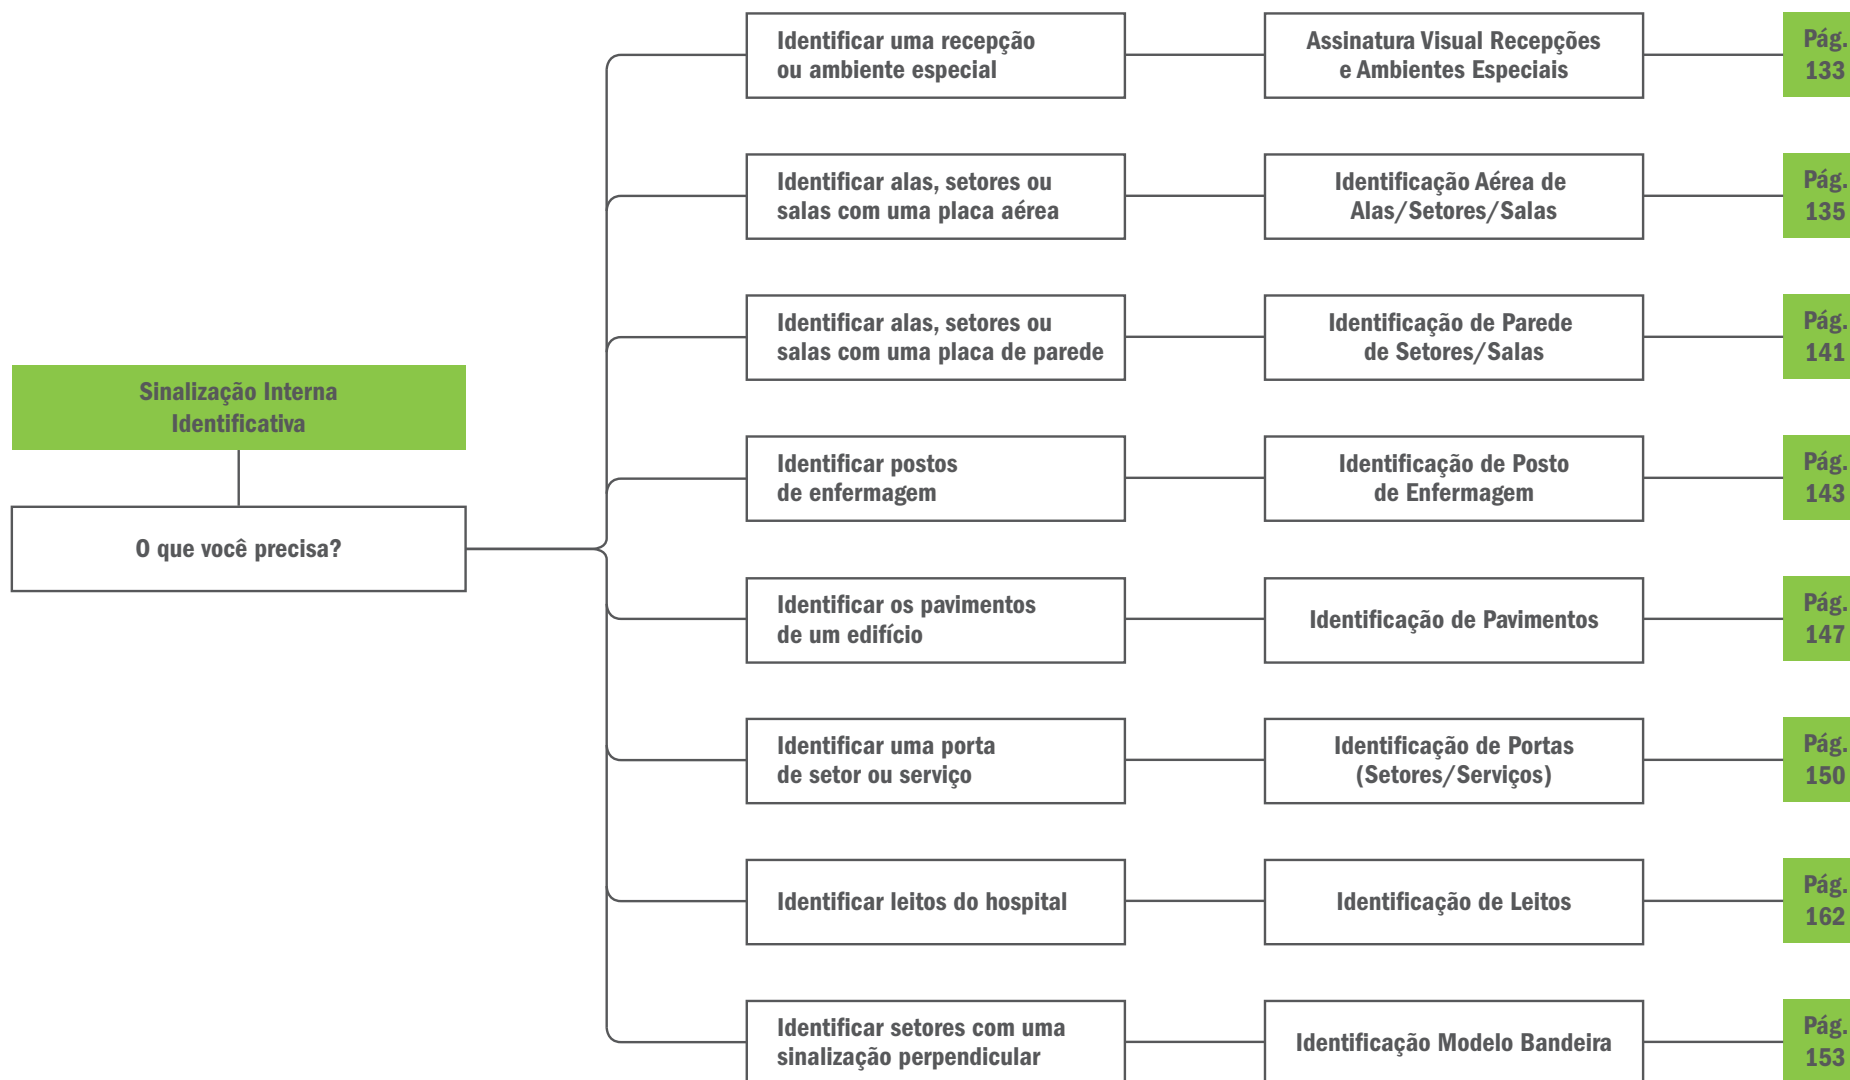 Sinalização Interna
Identificativa
O que você precisa?
Identificar uma recepção
ou ambiente especial
Assinatura Visual Recepções
e Ambientes Especiais
Pág.
133
Identificar alas, setores ou
salas com uma placa aérea
Identificação Aérea de
Alas/Setores/Salas
Pág.
135
Identificar alas, setores ou
salas com uma placa de parede
Identificação de Parede
de Setores/Salas
Pág.
141
Identificar postos
de enfermagem
Identificação de Posto
de Enfermagem
Pág.
143
Identificar os pavimentos
de um edifício
Identificação de Pavimentos
Pág.
147
Identificar uma porta
de setor ou serviço
Identificação de Portas
(Setores/Serviços)
Pág.
150
Identificar leitos do hospital
Identificação de Leitos
Pág.
162
Identificar setores com uma
sinalização perpendicular
Identificação Modelo Bandeira
Pág.
153